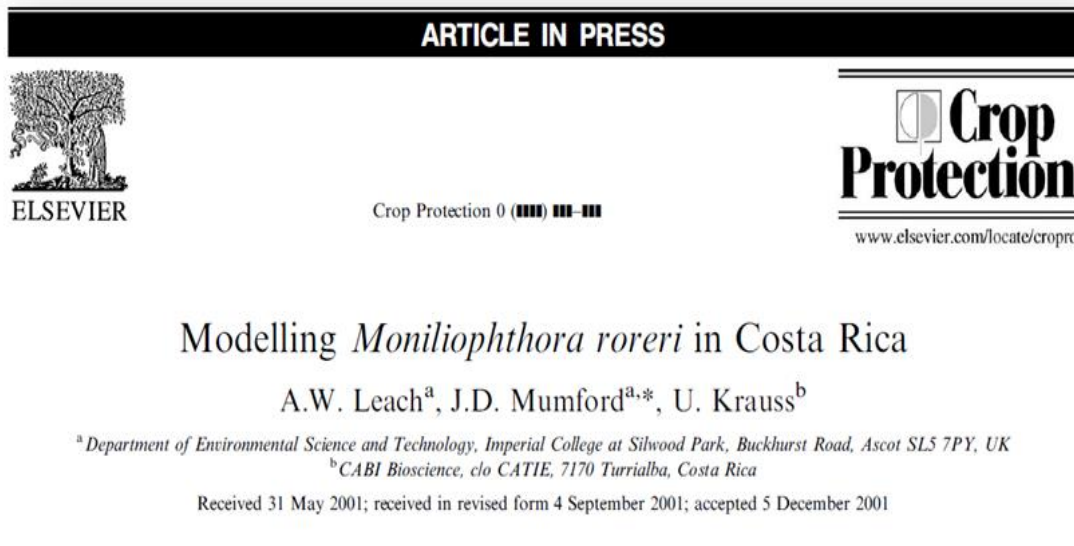 ARTICLE IN PRESS
ELSEVIER
Crop Protection 0 (▮▮▮▮) ▮▮▮–▮▮▮
Crop
Protection
www.elsevier.com/locate/cropro
Modelling Moniliophthora roreri in Costa Rica
A.W. Leachᵃ, J.D. Mumfordᵃ,*, U. Kraussᵇ
ᵃ Department of Environmental Science and Technology, Imperial College at Silwood Park, Buckhurst Road, Ascot SL5 7PY, UK
ᵇ CABI Bioscience, c/o CATIE, 7170 Turrialba, Costa Rica
Received 31 May 2001; received in revised form 4 September 2001; accepted 5 December 2001